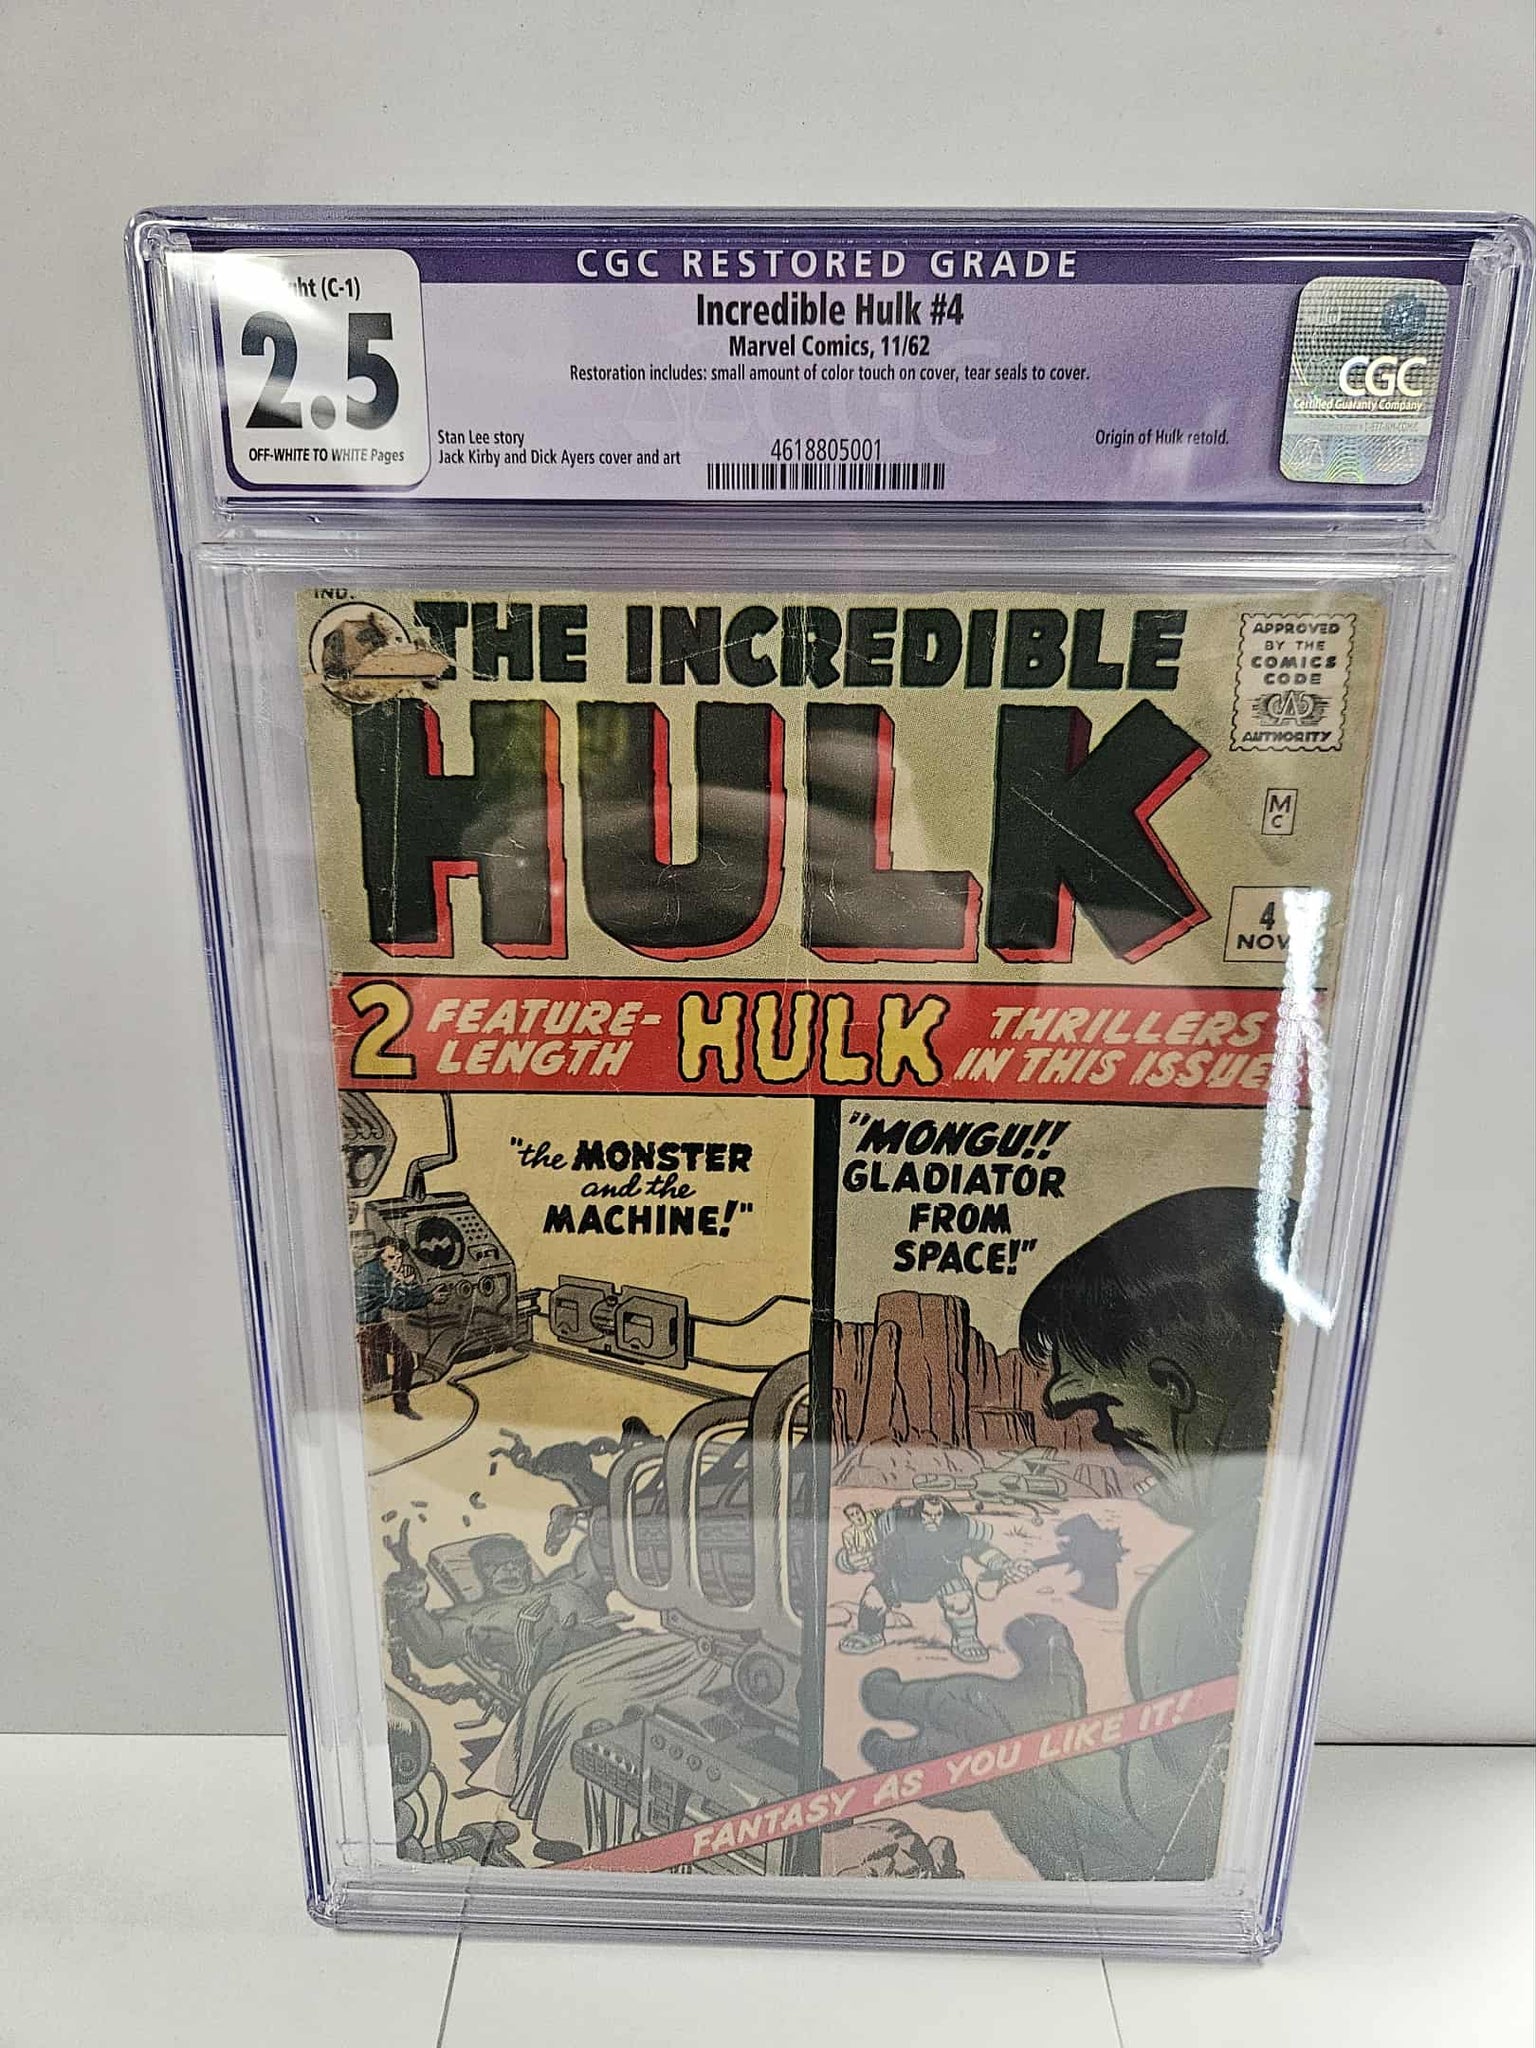 CGC RESTORED GRADE
(C-1)
2.5
OFF-WHITE TO WHITE Pages
Incredible Hulk #4
Marvel Comics, 11/62
Restoration includes: small amount of color touch on cover, tear seals to cover.
Stan Lee story
Jack Kirby and Dick Ayers cover and art
4618805001
Origin of Hulk retold.
CGC
Certified Guaranty Company
IND.
THE INCREDIBLE
HULK
APPROVED
BY THE
COMICS
CODE
AUTHORITY
M
C
4
NOV
2 FEATURE-
LENGTH
HULK
THRILLERS
IN THIS ISSUE
"the MONSTER
and the
MACHINE!"
"MONGU!!
GLADIATOR
FROM
SPACE!"
FANTASY AS YOU LIKE IT!